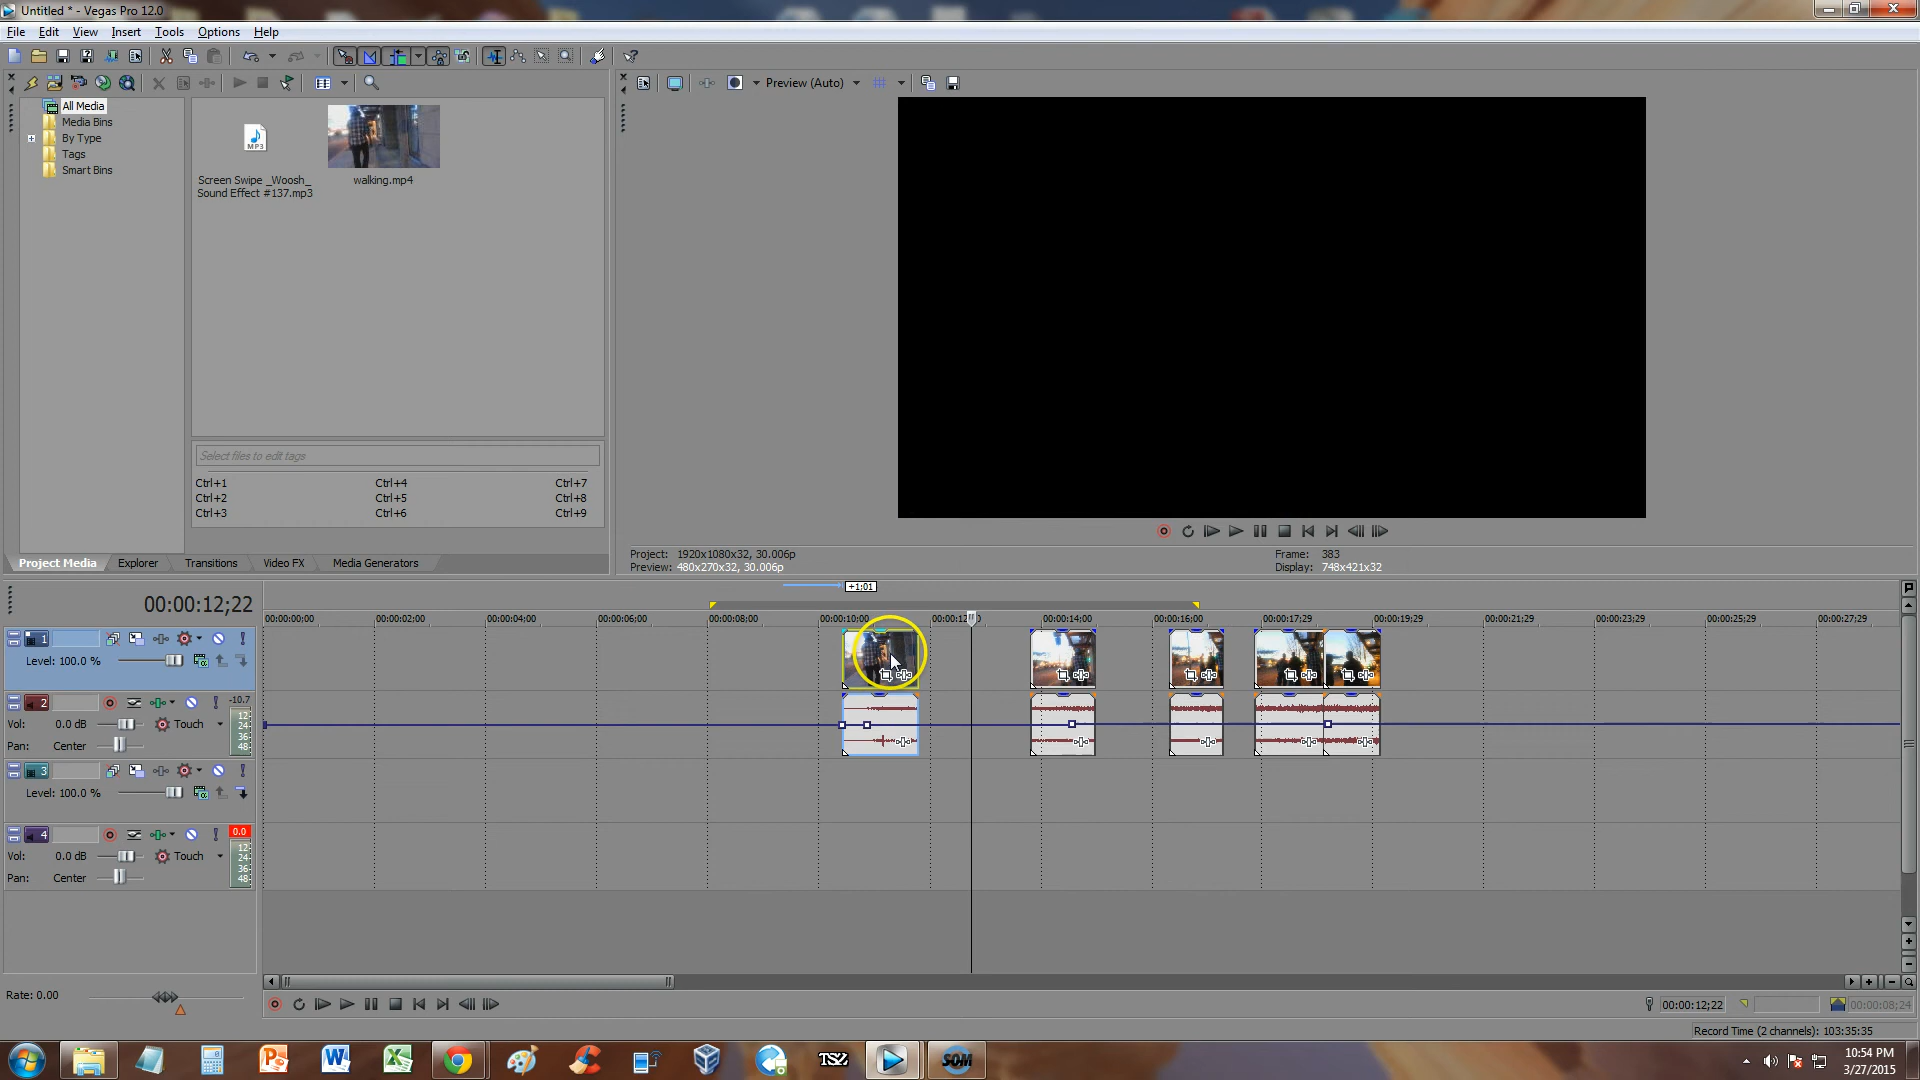 Untitled * - Vegas Pro 12.0
File Edit View Insert Tools Options Help
Preview (Auto)
All Media
Media Bins
By Type
Tags
Smart Bins
MP3
Screen Swipe _Woosh_
Sound Effect #137.mp3
walking.mp4
Select files to edit tags
Ctrl+1 Ctrl+4 Ctrl+7
Ctrl+2 Ctrl+5 Ctrl+8
Ctrl+3 Ctrl+6 Ctrl+9
Project Media Explorer Transitions Video FX Media Generators
Project: 1920x1080x32, 30.006p
Preview: 480x270x32, 30.006p
Frame: 383
Display: 748x421x32
+1:01
00:00:12;22
00:00:00;00 00:00:02;00 00:00:04;00 00:00:06;00 00:00:08;00 00:00:10;00 00:00:14;00 00:00:16;00 00:00:17;29 00:00:19;29 00:00:21;29 00:00:23;29 00:00:25;29 00:00:27;29
1
Level: 100.0 %
2 -10.7
Vol: 0.0 dB Touch
Pan: Center
12
24
36
48
3
Level: 100.0 %
4 0.0
Vol: 0.0 dB Touch
Pan: Center
12
24
36
48
Rate: 0.00
00:00:12;22
00:00:08;24
Record Time (2 channels): 103:35:35
10:54 PM
3/27/2015